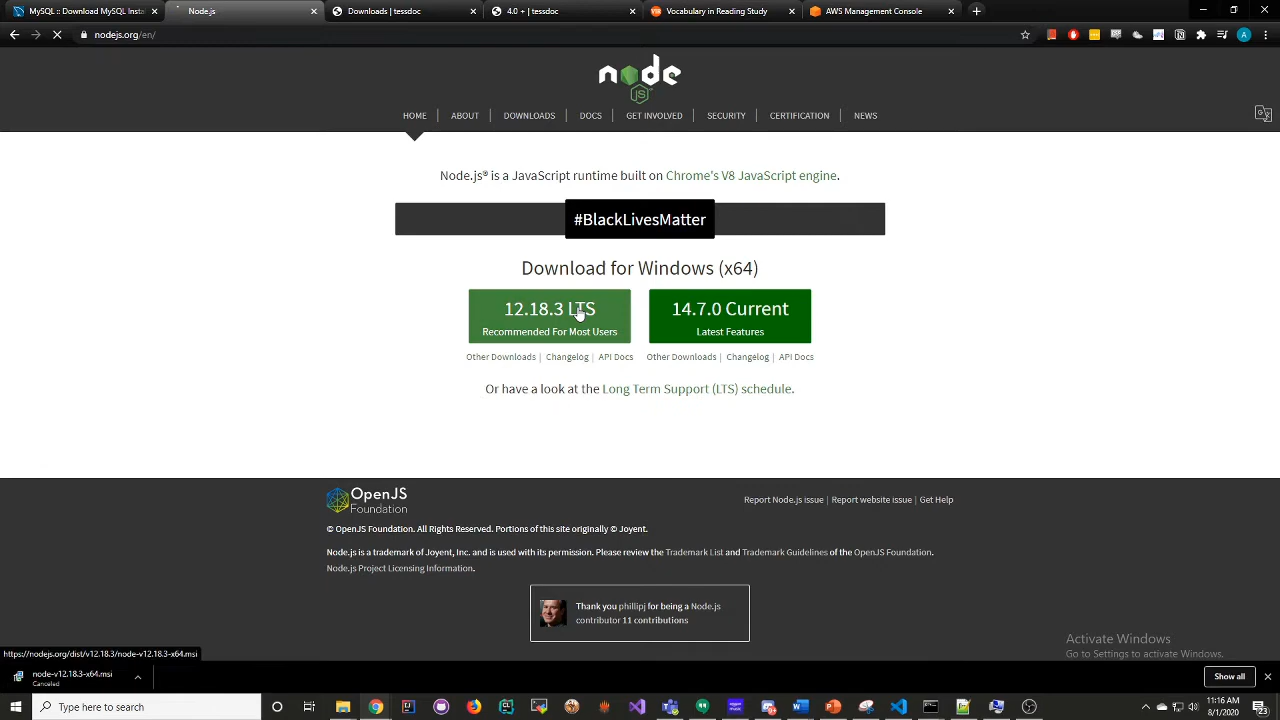 MySQL :: Download MySQL Insta
Node.js
Downloads | tessdoc
4.0 + | tessdoc
Vocabulary in Reading Study
AWS Management Console
nodejs.org/en/
A
node
JS
HOME | ABOUT | DOWNLOADS | DOCS | GET INVOLVED | SECURITY | CERTIFICATION | NEWS
Node.js® is a JavaScript runtime built on Chrome's V8 JavaScript engine.
#BlackLivesMatter
Download for Windows (x64)
12.18.3 LTS
Recommended For Most Users
14.7.0 Current
Latest Features
Other Downloads | Changelog | API Docs
Other Downloads | Changelog | API Docs
Or have a look at the Long Term Support (LTS) schedule.
OpenJS
Foundation
Report Node.js issue | Report website issue | Get Help
© OpenJS Foundation. All Rights Reserved. Portions of this site originally © Joyent.
Node.js is a trademark of Joyent, Inc. and is used with its permission. Please review the Trademark List and Trademark Guidelines of the OpenJS Foundation.
Node.js Project Licensing Information.
Thank you phillipj for being a Node.js
contributor 11 contributions
Activate Windows
Go to Settings to activate Windows.
https://nodejs.org/dist/v12.18.3/node-v12.18.3-x64.msi
node-v12.18.3-x64.msi
Canceled
Show all
Type here to search
11:16 AM
8/1/2020